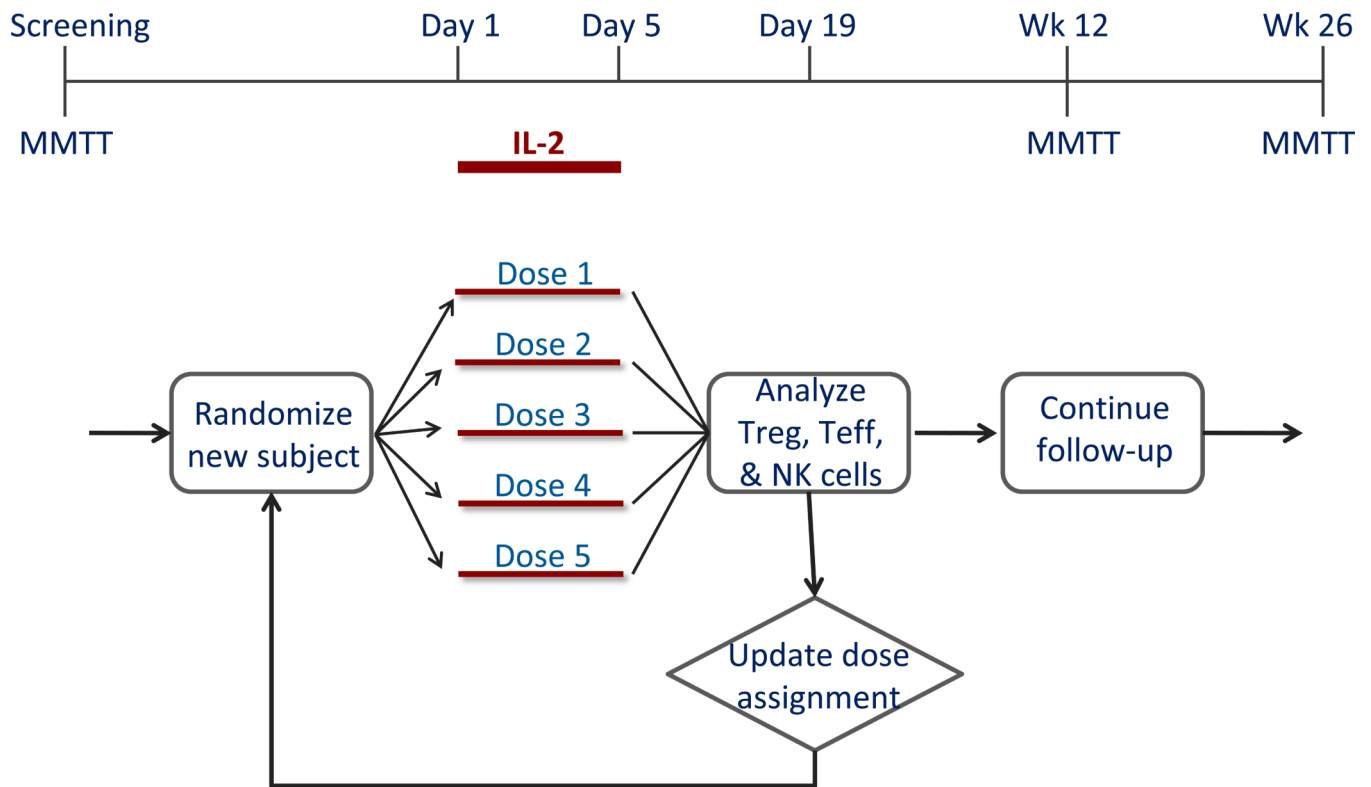 Screening Day 1 Day 5 Day 19 Wk 12 Wk 26
MMTT IL-2 MMTT MMTT
Dose 1
Dose 2
Dose 3
Dose 4
Dose 5
Randomize
new subject
Analyze
Treg, Teff,
& NK cells
Continue
follow-up
Update dose
assignment